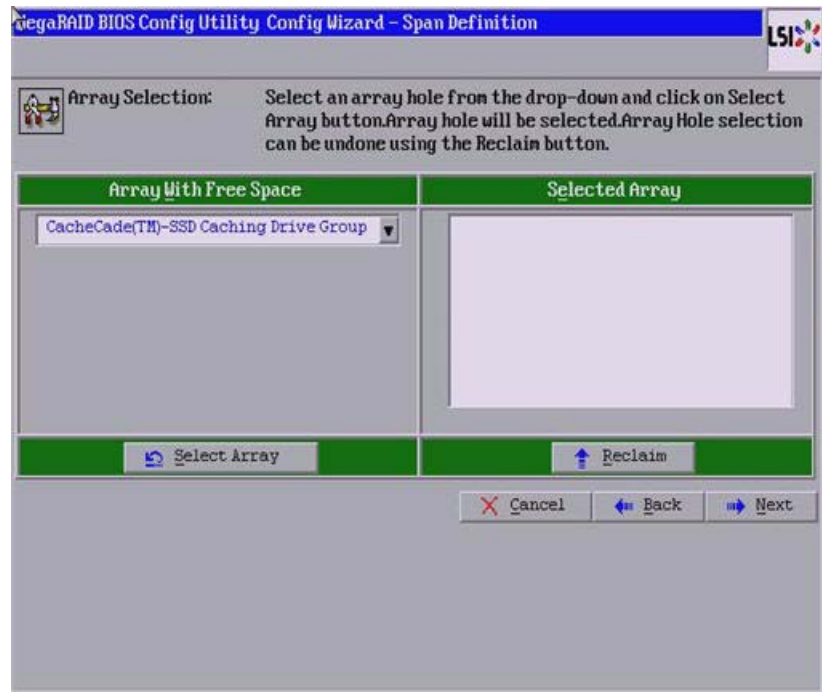 MegaRAID BIOS Config Utility Config Wizard – Span Definition
LSI
Array Selection:
Select an array hole from the drop-down and click on Select
Array button.Array hole will be selected.Array Hole selection
can be undone using the Reclaim button.
Array With Free Space
Selected Array
CacheCade(TM)-SSD Caching Drive Group
Select Array
Reclaim
Cancel
Back
Next